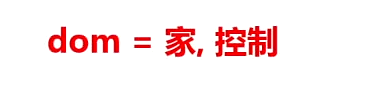 dom = 家, 控制